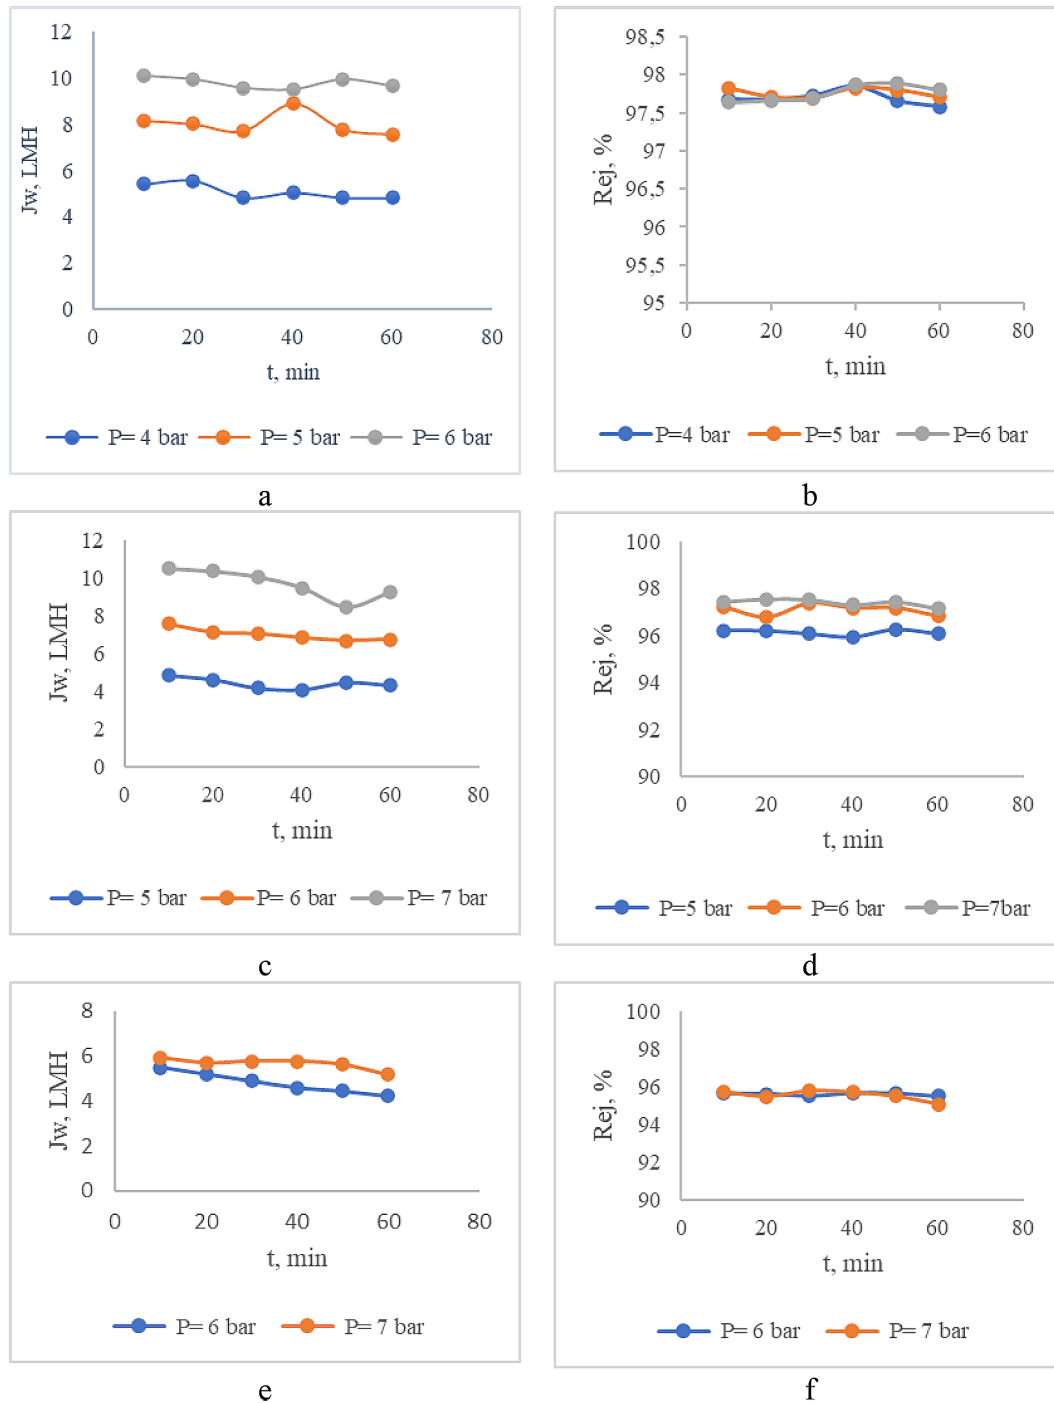 12
10
8
6
4
2
0
Jw, LMH
0 20 40 60 80
t, min
P= 4 bar P= 5 bar P= 6 bar
a
98,5
98
97,5
97
96,5
96
95,5
95
Rej, %
0 20 40 60 80
t, min
P=4 bar P=5 bar P=6 bar
b
12
10
8
6
4
2
0
Jw, LMH
0 20 40 60 80
t, min
P= 5 bar P= 6 bar P= 7 bar
c
100
98
96
94
92
90
Rej, %
0 20 40 60 80
t, min
P=5 bar P=6 bar P=7bar
d
8
6
4
2
0
Jw, LMH
0 20 40 60 80
t, min
P= 6 bar P= 7 bar
e
100
98
96
94
92
90
Rej, %
0 20 40 60 80
t, min
P= 6 bar P= 7 bar
f